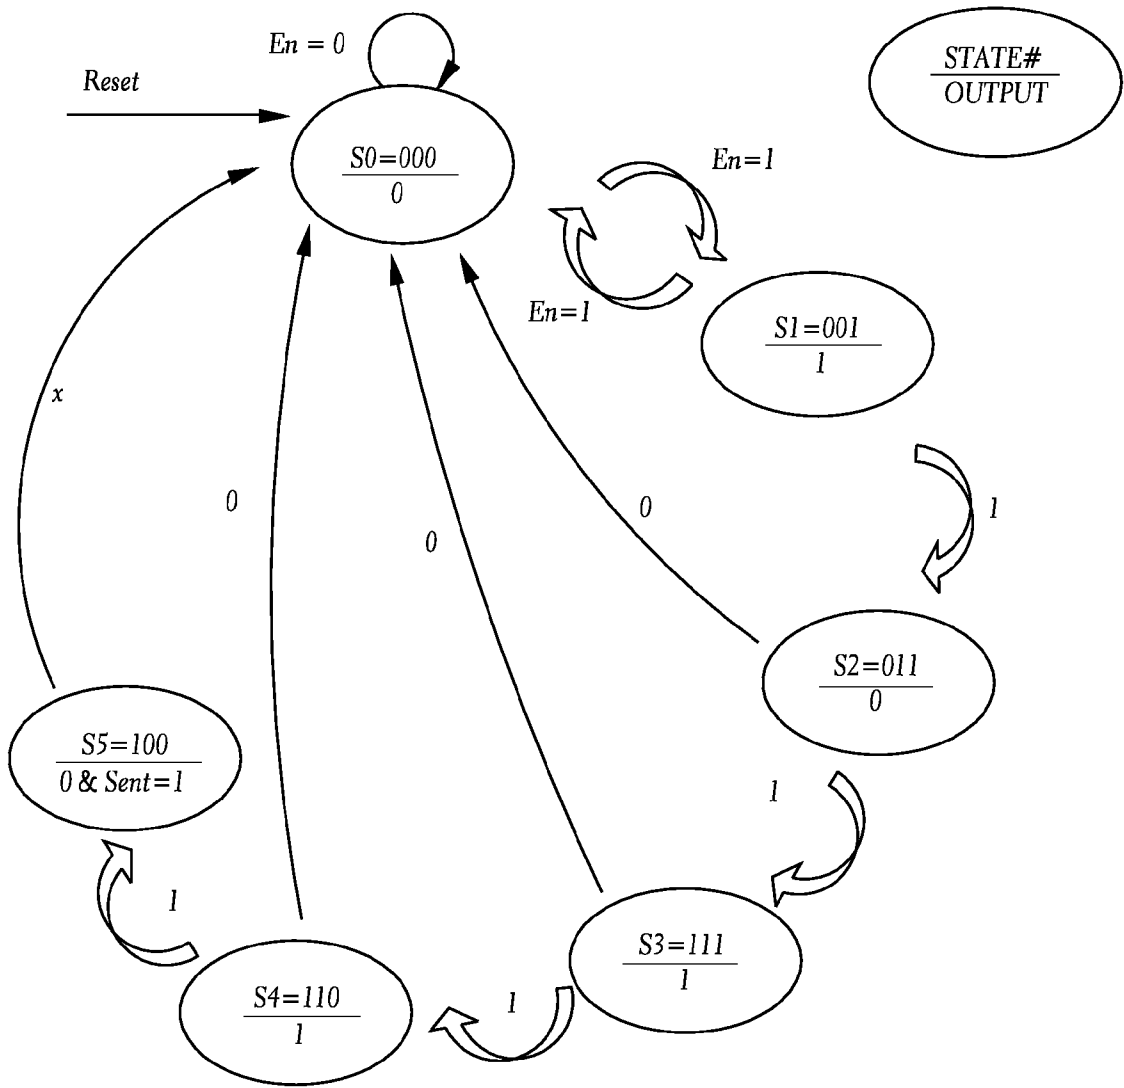 En = 0
Reset
STATE#
OUTPUT
S0=000
0
En=1
En=1
S1=001
1
x
0
0
0
1
S2=011
0
S5=100
0 & Sent=1
1
1
S3=111
1
1
S4=110
1